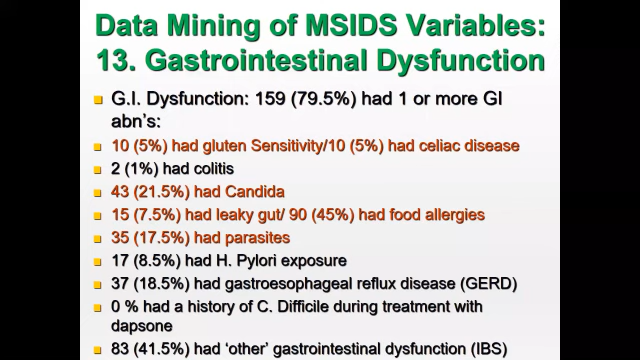 Data Mining of MSIDS Variables:
13. Gastrointestinal Dysfunction
G.I. Dysfunction: 159 (79.5%) had 1 or more GI
abn's:
10 (5%) had gluten Sensitivity/10 (5%) had celiac disease
2 (1%) had colitis
43 (21.5%) had Candida
15 (7.5%) had leaky gut/ 90 (45%) had food allergies
35 (17.5%) had parasites
17 (8.5%) had H. Pylori exposure
37 (18.5%) had gastroesophageal reflux disease (GERD)
0 % had a history of C. Difficile during treatment with
dapsone
83 (41.5%) had 'other' gastrointestinal dysfunction (IBS)